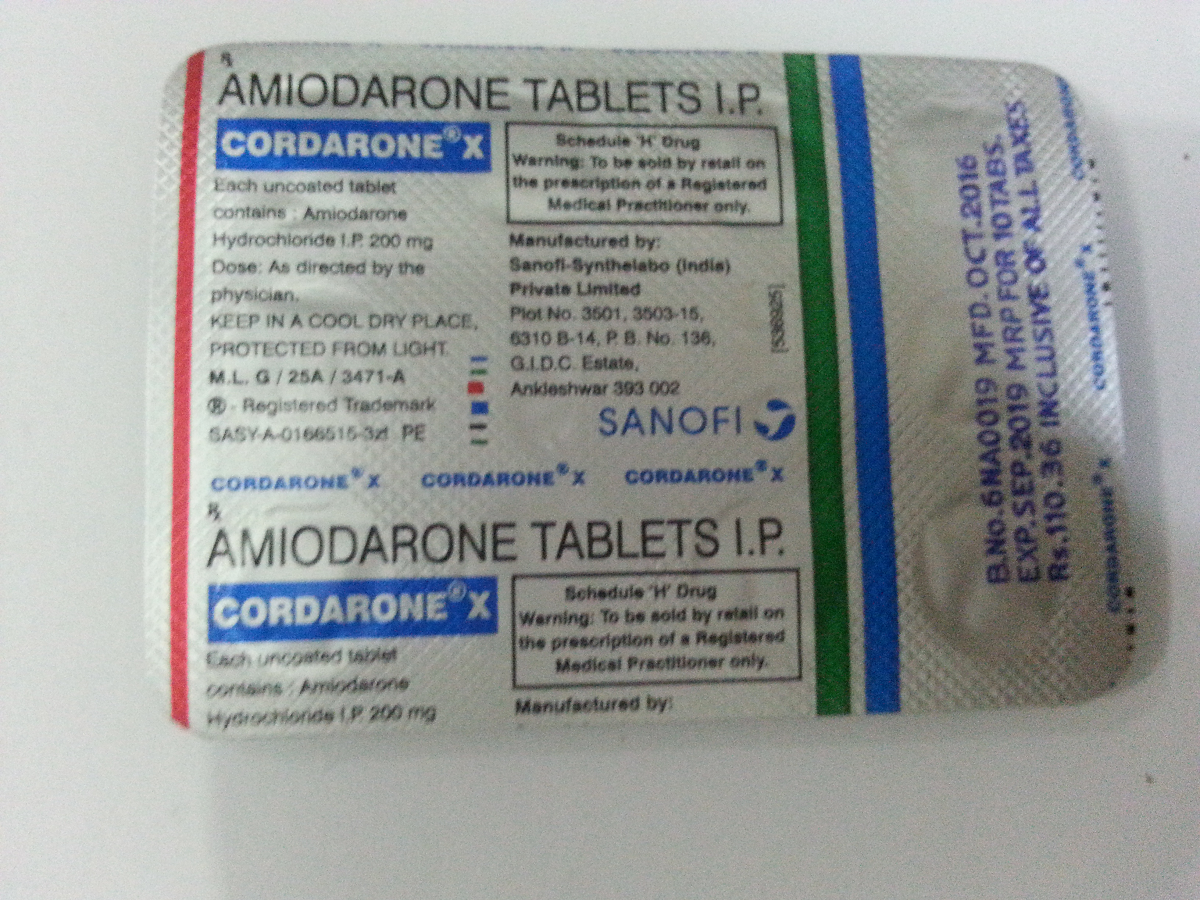 ℞
AMIODARONE TABLETS I.P.
CORDARONE® X
Each uncoated tablet
contains : Amiodarone
Hydrochloride I.P. 200 mg
Dose: As directed by the
physician.
KEEP IN A COOL DRY PLACE,
PROTECTED FROM LIGHT.
M.L. G / 25A / 3471-A
® - Registered Trademark
SASY-A-0166515-3zl PE
Schedule 'H' Drug
Warning: To be sold by retail on
the prescription of a Registered
Medical Practitioner only.
Manufactured by:
Sanofi-Synthelabo (India)
Private Limited
Plot No. 3501, 3503-15,
6310 B-14, P. B. No. 136,
G.I.D.C. Estate,
Ankleshwar 393 002
536925
SANOFI
CORDARONE® X CORDARONE® X CORDARONE® X
℞
AMIODARONE TABLETS I.P.
CORDARONE® X
Each uncoated tablet
contains : Amiodarone
Hydrochloride I.P. 200 mg
Schedule 'H' Drug
Warning: To be sold by retail on
the prescription of a Registered
Medical Practitioner only.
Manufactured by:
B.No.6NA0019 MFD.OCT.2016
EXP.SEP.2019 MRP FOR 10 TABS.
Rs.110.36 INCLUSIVE OF ALL TAXES
CORDARONE® X CORDARONE® X CORDARONE